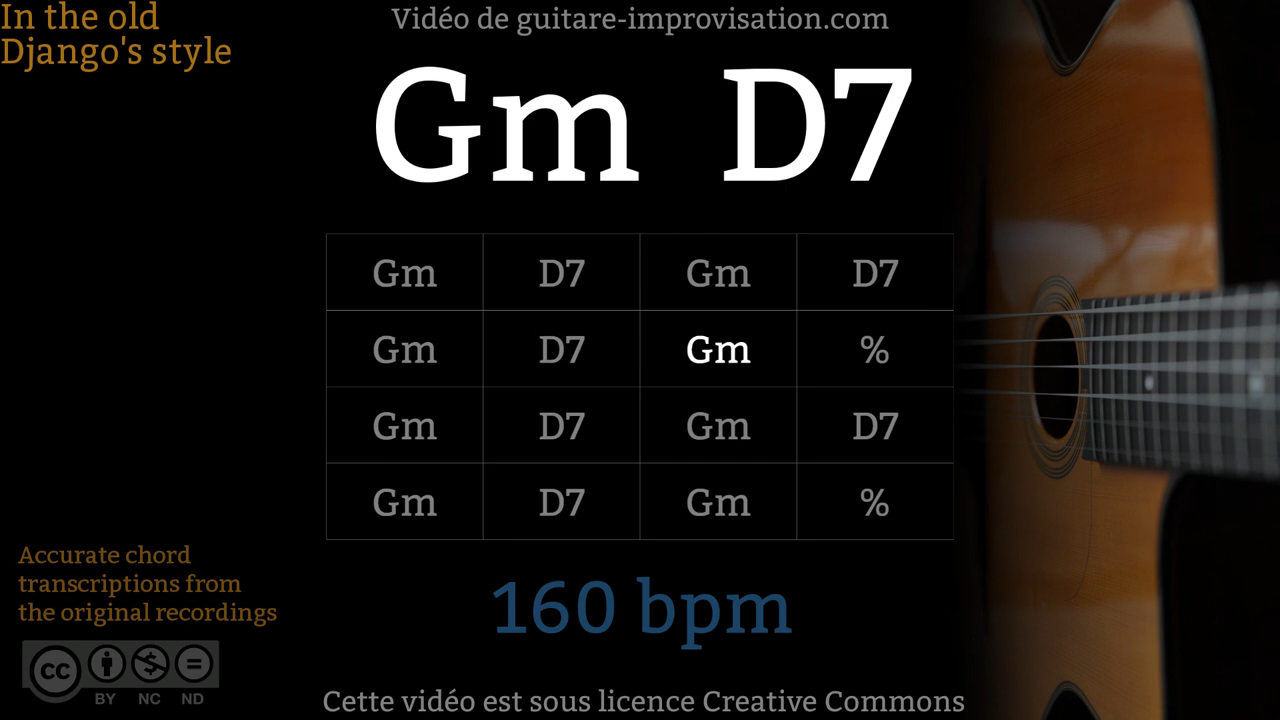 In the old
Django's style
Vidéo de guitare-improvisation.com
Gm D7
Gm D7 Gm D7
Gm D7 Gm %
Gm D7 Gm D7
Gm D7 Gm %
160 bpm
Accurate chord
transcriptions from
the original recordings
cc
BY NC ND
Cette vidéo est sous licence Creative Commons